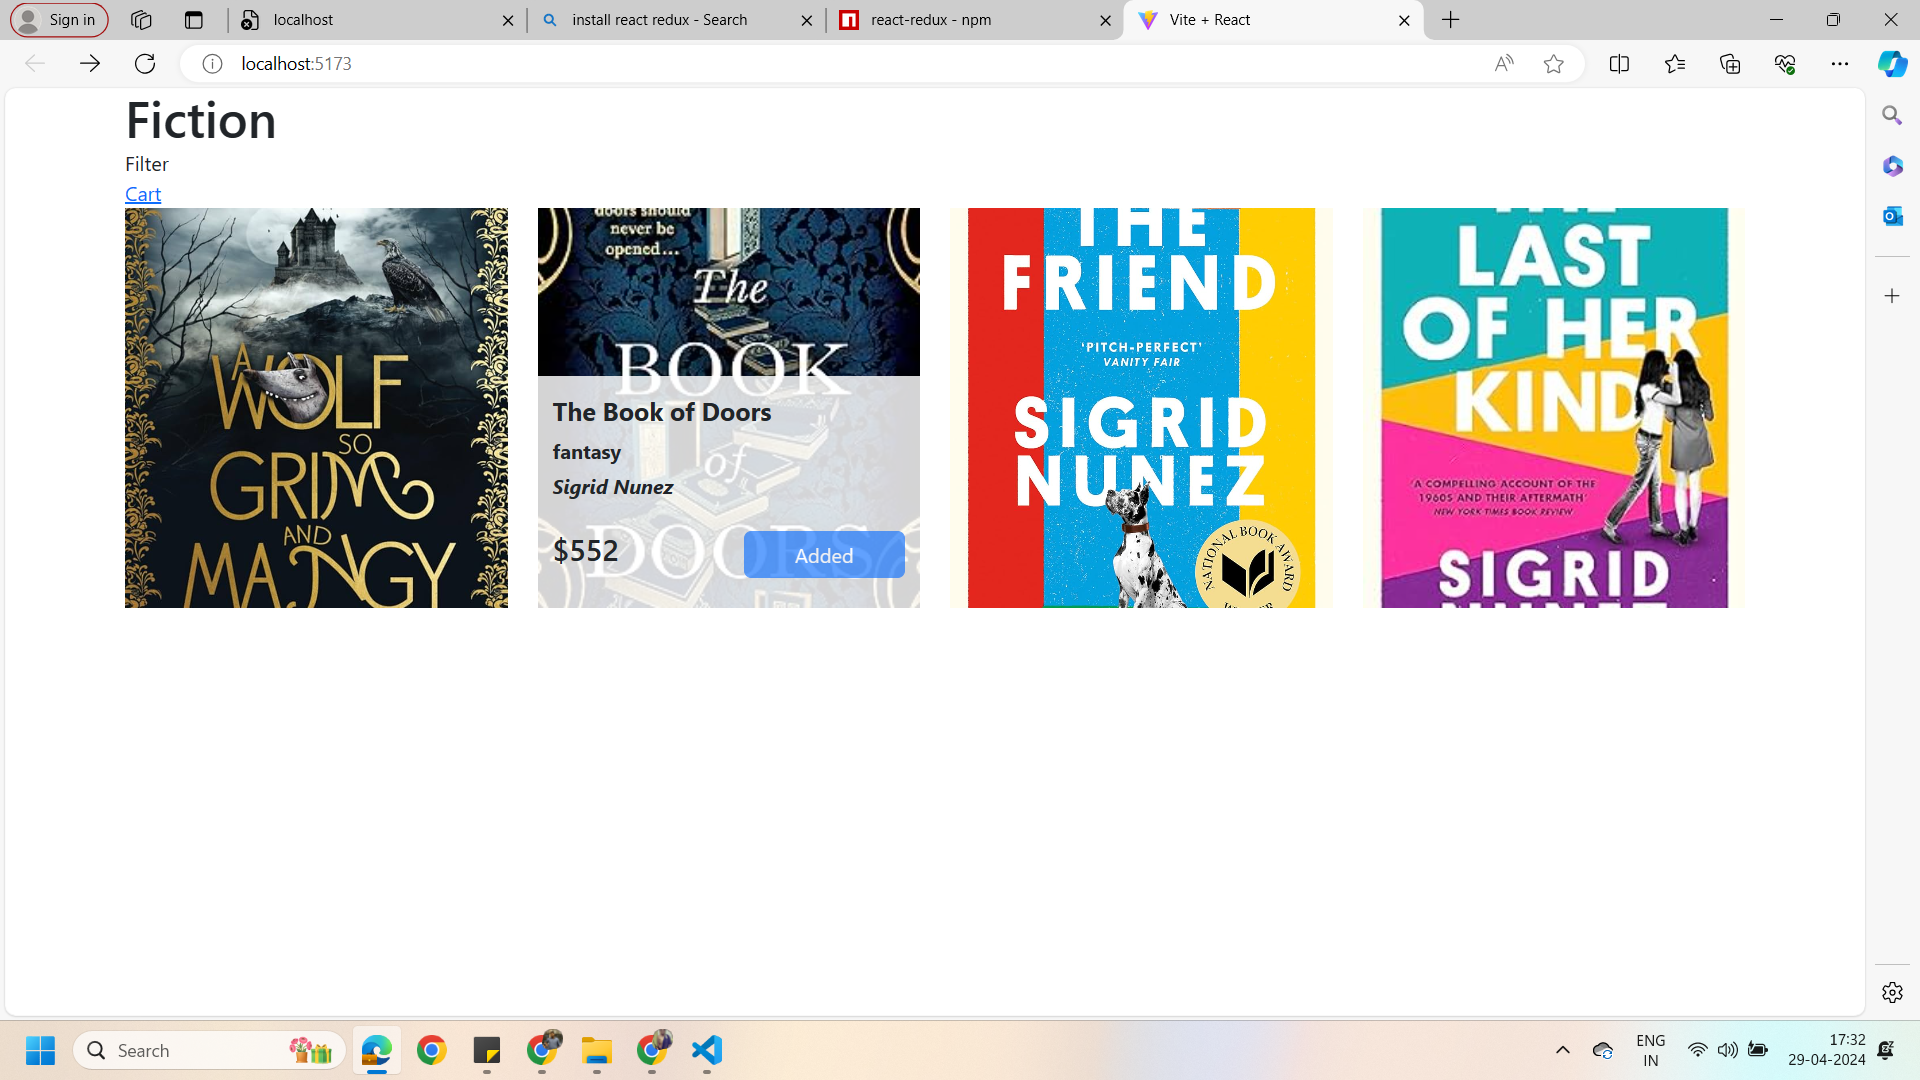 Sign in
localhost
install react redux - Search
react-redux - npm
Vite + React
localhost:5173
Fiction
Filter
Cart
A
WOLF
SO
GRIM
AND
MANGY
doors should
never be
opened...
The
BOOK
of
DOORS
The Book of Doors
fantasy
Sigrid Nunez
$552
Added
THE
FRIEND
'PITCH-PERFECT'
VANITY FAIR
SIGRID
NUNEZ
NATIONAL BOOK AWARD
WINNER
THE
LAST
OF HER
KIND
'A COMPELLING ACCOUNT OF THE
1960S AND THEIR AFTERMATH'
NEW YORK TIMES BOOK REVIEW
SIGRID
NUNEZ
Search
ENG
IN
17:32
29-04-2024